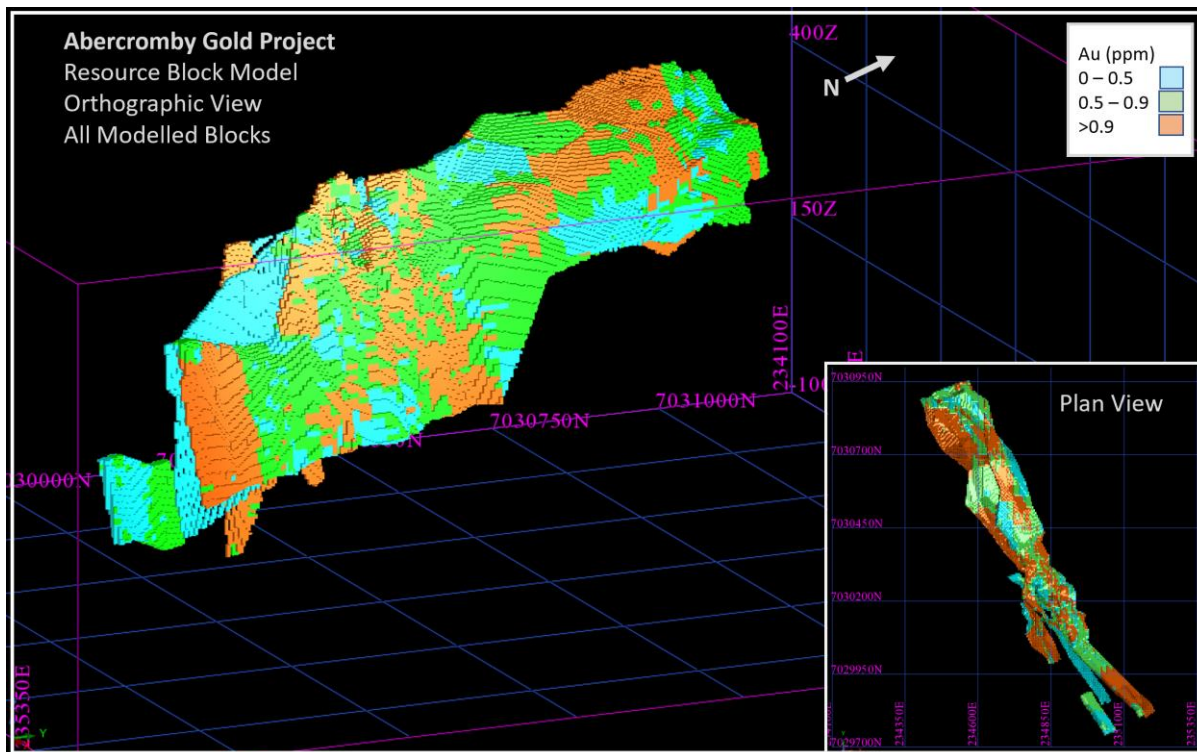 Abercromby Gold Project
Resource Block Model
Orthographic View
All Modelled Blocks
400Z
N
Au (ppm)
0 – 0.5
0.5 – 0.9
>0.9
150Z
234100E
7031000N
7030750N
030000N
235350E
Y
Plan View
7030950N
7030700N
7030450N
7030200N
7029950N
7029700N
234350E
234600E
234850E
235100E
235350E